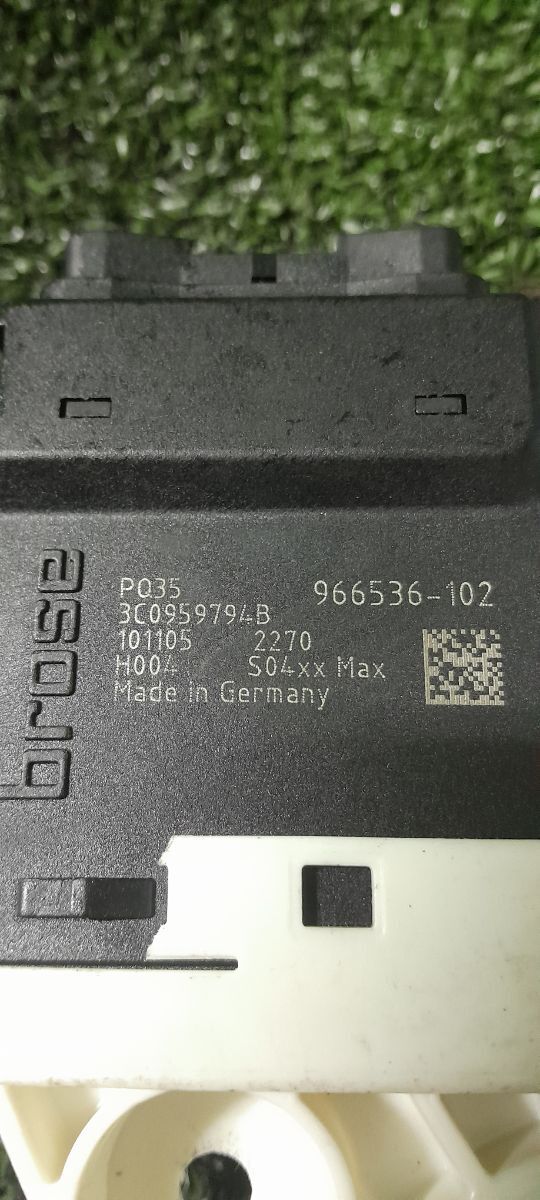 brose
PQ35
966536-102
3C0959794B
101105 2270
H004 S04xx Max
Made in Germany